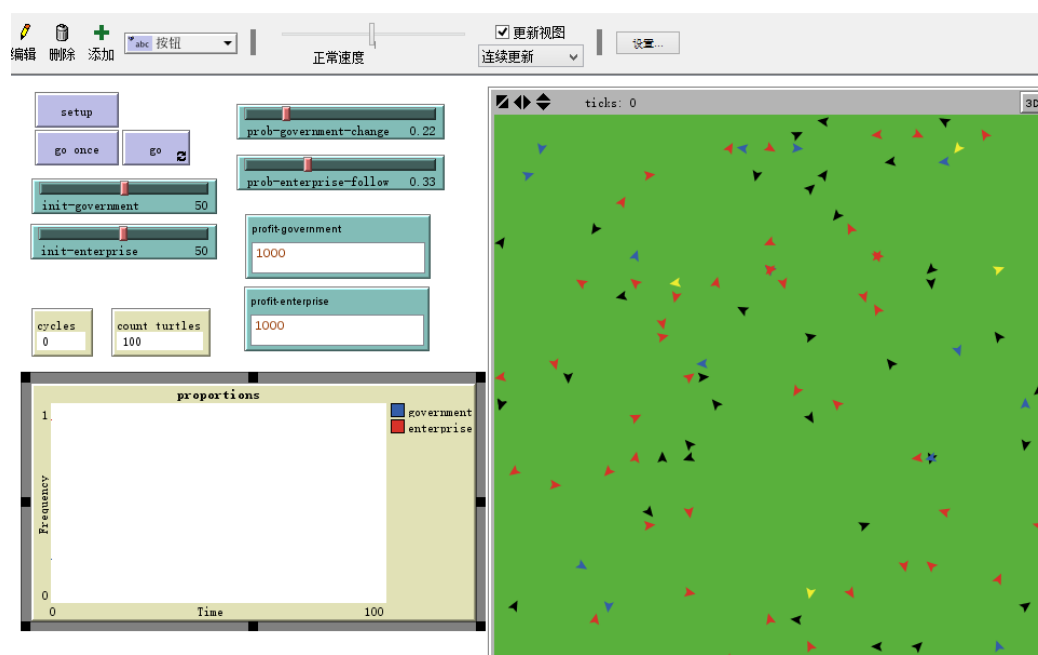 编辑 删除 添加
abc 按钮
正常速度
更新视图
连续更新
设置...
ticks: 0
3D
setup
go once
go
init-government 50
init-enterprise 50
prob-government-change 0.22
prob-enterprise-follow 0.33
profit-government
1000
profit-enterprise
1000
cycles
0
count turtles
100
proportions
1
Frequency
0
0
Time
100
government
enterprise